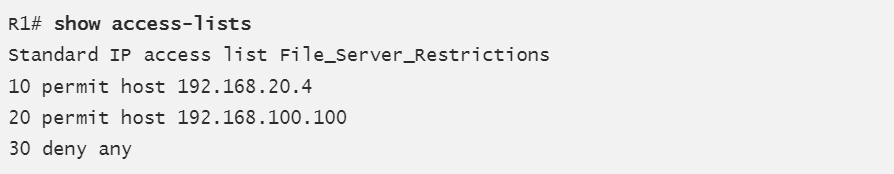 R1# show access-lists
Standard IP access list File_Server_Restrictions
10 permit host 192.168.20.4
20 permit host 192.168.100.100
30 deny any